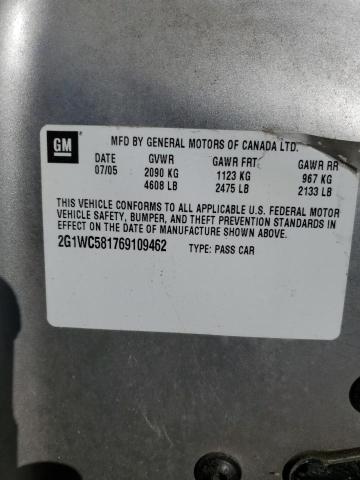 GM
MFD BY GENERAL MOTORS OF CANADA LTD.
DATE GVWR GAWR FRT GAWR RR
07/05 2090 KG 1123 KG 967 KG
4608 LB 2475 LB 2133 LB
THIS VEHICLE CONFORMS TO ALL APPLICABLE U.S. FEDERAL MOTOR
VEHICLE SAFETY, BUMPER, AND THEFT PREVENTION STANDARDS IN
EFFECT ON THE DATE OF MANUFACTURE SHOWN ABOVE.
2G1WC581769109462 TYPE: PASS CAR